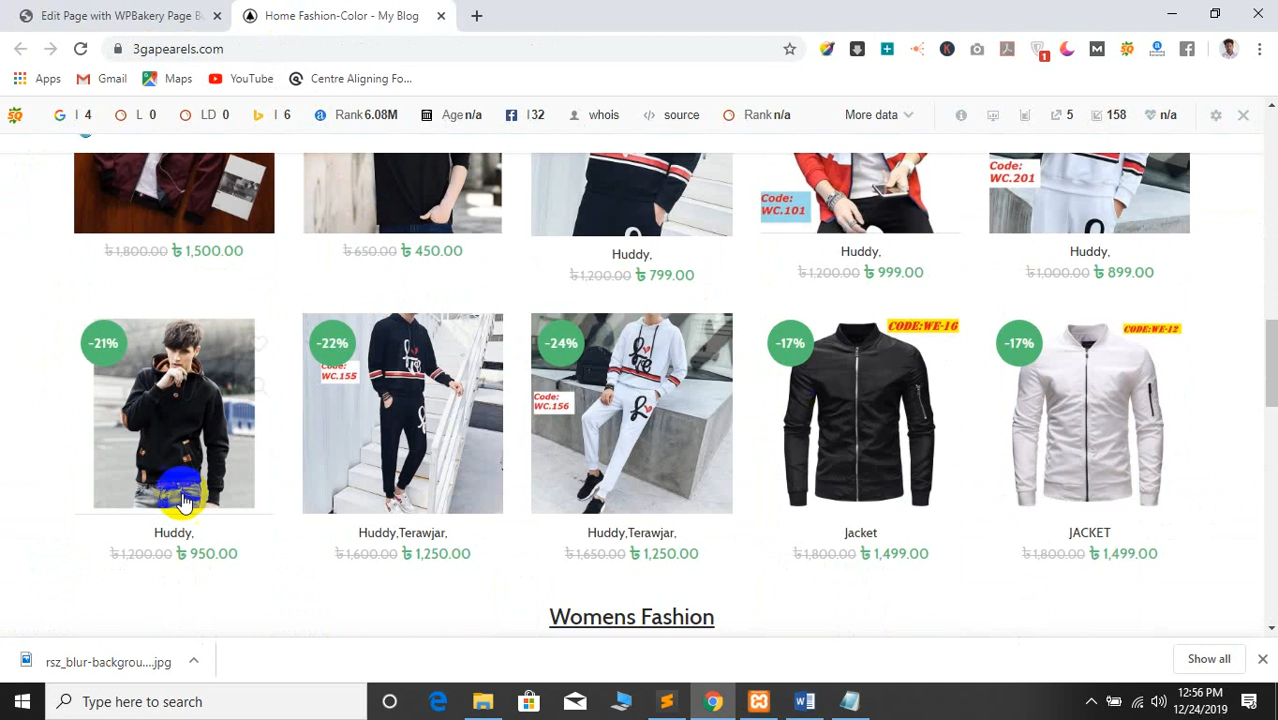 Edit Page with WPBakery Page B
Home Fashion-Color - My Blog
3gapearels.com
1
Apps
Gmail
Maps
YouTube
Centre Aligning Fo...
I 4
L 0
LD 0
I 6
Rank 6.08M
Age n/a
I 32
whois
source
Rank n/a
More data
5
158
n/a
Code:
WC.101
Code:
WC.201
৳ 1,800.00 ৳ 1,500.00
৳ 650.00 ৳ 450.00
Huddy,
৳ 1,200.00 ৳ 799.00
Huddy,
৳ 1,200.00 ৳ 999.00
Huddy,
৳ 1,000.00 ৳ 899.00
-21%
-22%
Code:
WC.155
-24%
Code:
WC.156
-17%
CODE:WE-16
-17%
CODE:WE-12
Huddy,
৳ 1,200.00 ৳ 950.00
Huddy,Terawjar,
৳ 1,600.00 ৳ 1,250.00
Huddy,Terawjar,
৳ 1,650.00 ৳ 1,250.00
Jacket
৳ 1,800.00 ৳ 1,499.00
JACKET
৳ 1,800.00 ৳ 1,499.00
Womens Fashion
rsz_blur-backgrou....jpg
Show all
Type here to search
12:56 PM
12/24/2019